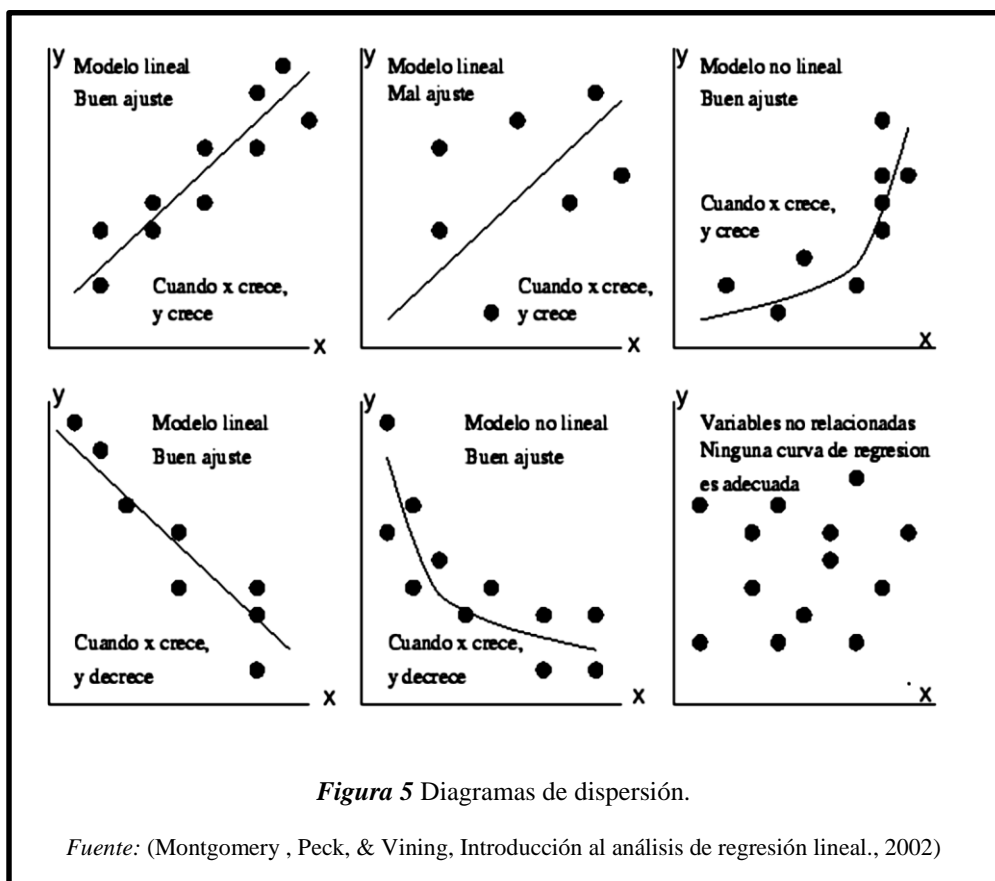 y
Modelo lineal
Buen ajuste
Cuando x crece,
y crece
x
y
Modelo lineal
Mal ajuste
Cuando x crece,
y crece
x
y
Modelo no lineal
Buen ajuste
Cuando x crece,
y crece
x
y
Modelo lineal
Buen ajuste
Cuando x crece,
y decrece
x
y
Modelo no lineal
Buen ajuste
Cuando x crece,
y decrece
x
y
Variables no relacionadas
Ninguna curva de regresion
es adecuada
x
Figura 5 Diagramas de dispersión.
Fuente: (Montgomery , Peck, & Vining, Introducción al análisis de regresión lineal., 2002)